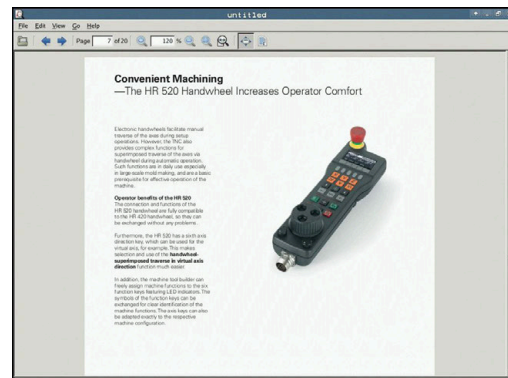 untitled
File Edit View Go Help
Page 7 of 20 120 %
Convenient Machining
—The HR 520 Handwheel Increases Operator Comfort
Electronic handwheels facilitate manual
traverse of the axes during setup
operations. However, the TNC also
provides complex functions for
superimposed traverse of the axes via
handwheel during automatic operation.
Such functions are in daily use especially
in large-scale mold making, and are a basic
prerequisite for effective operation of the
machine.
Operator benefits of the HR 520
The connection and functions of the
HR 520 handwheel are fully compatible
to the HR 420 handwheel, so they can
be exchanged without any problems.
Furthermore, the HR 520 has a sixth axis
direction key, which can be used for the
virtual axis, for example. This makes
selection and use of the handwheel-
superimposed traverse in virtual axis
direction function much easier.
In addition, the machine tool builder can
freely assign machine functions to the six
function keys featuring LED indicators. The
symbols of the function keys can be
exchanged for clear identification of the
machine functions. The axis keys can also
be adapted exactly to the respective
machine configuration.